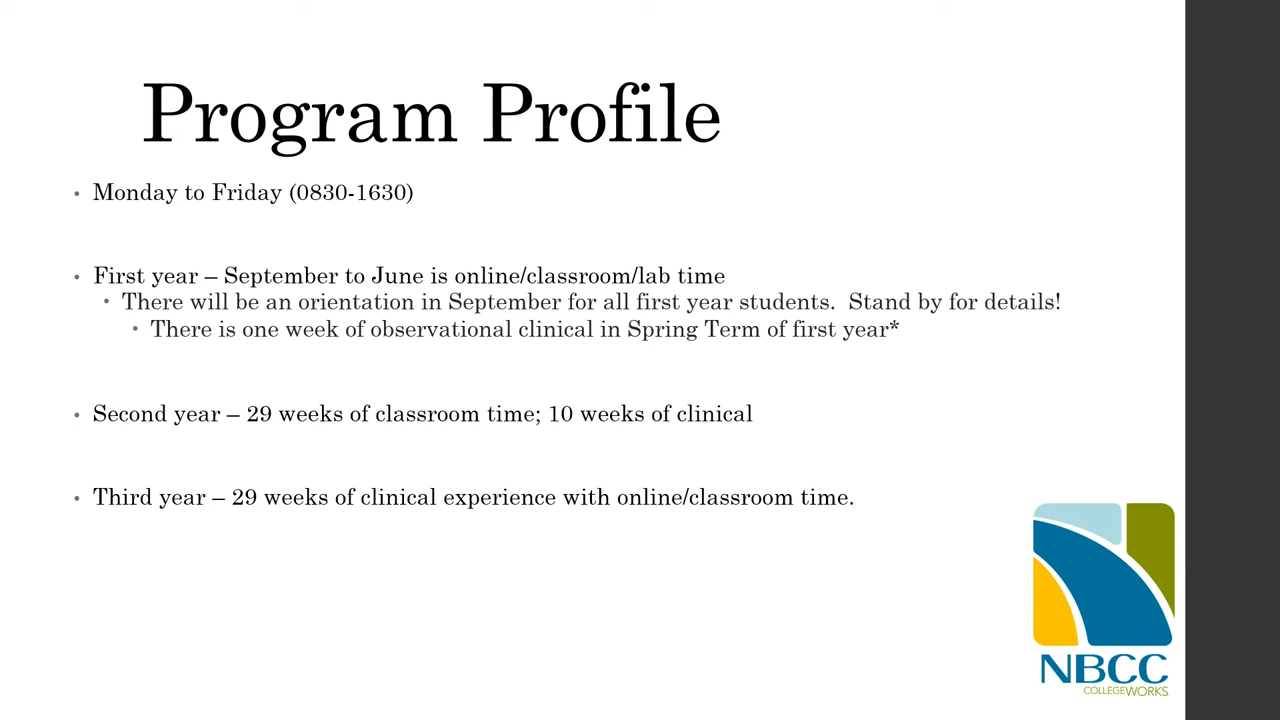 Program Profile
• Monday to Friday (0830-1630)
• First year – September to June is online/classroom/lab time
• There will be an orientation in September for all first year students.  Stand by for details!
• There is one week of observational clinical in Spring Term of first year*
• Second year – 29 weeks of classroom time; 10 weeks of clinical
• Third year – 29 weeks of clinical experience with online/classroom time.
NBCC
COLLEGEWORKS